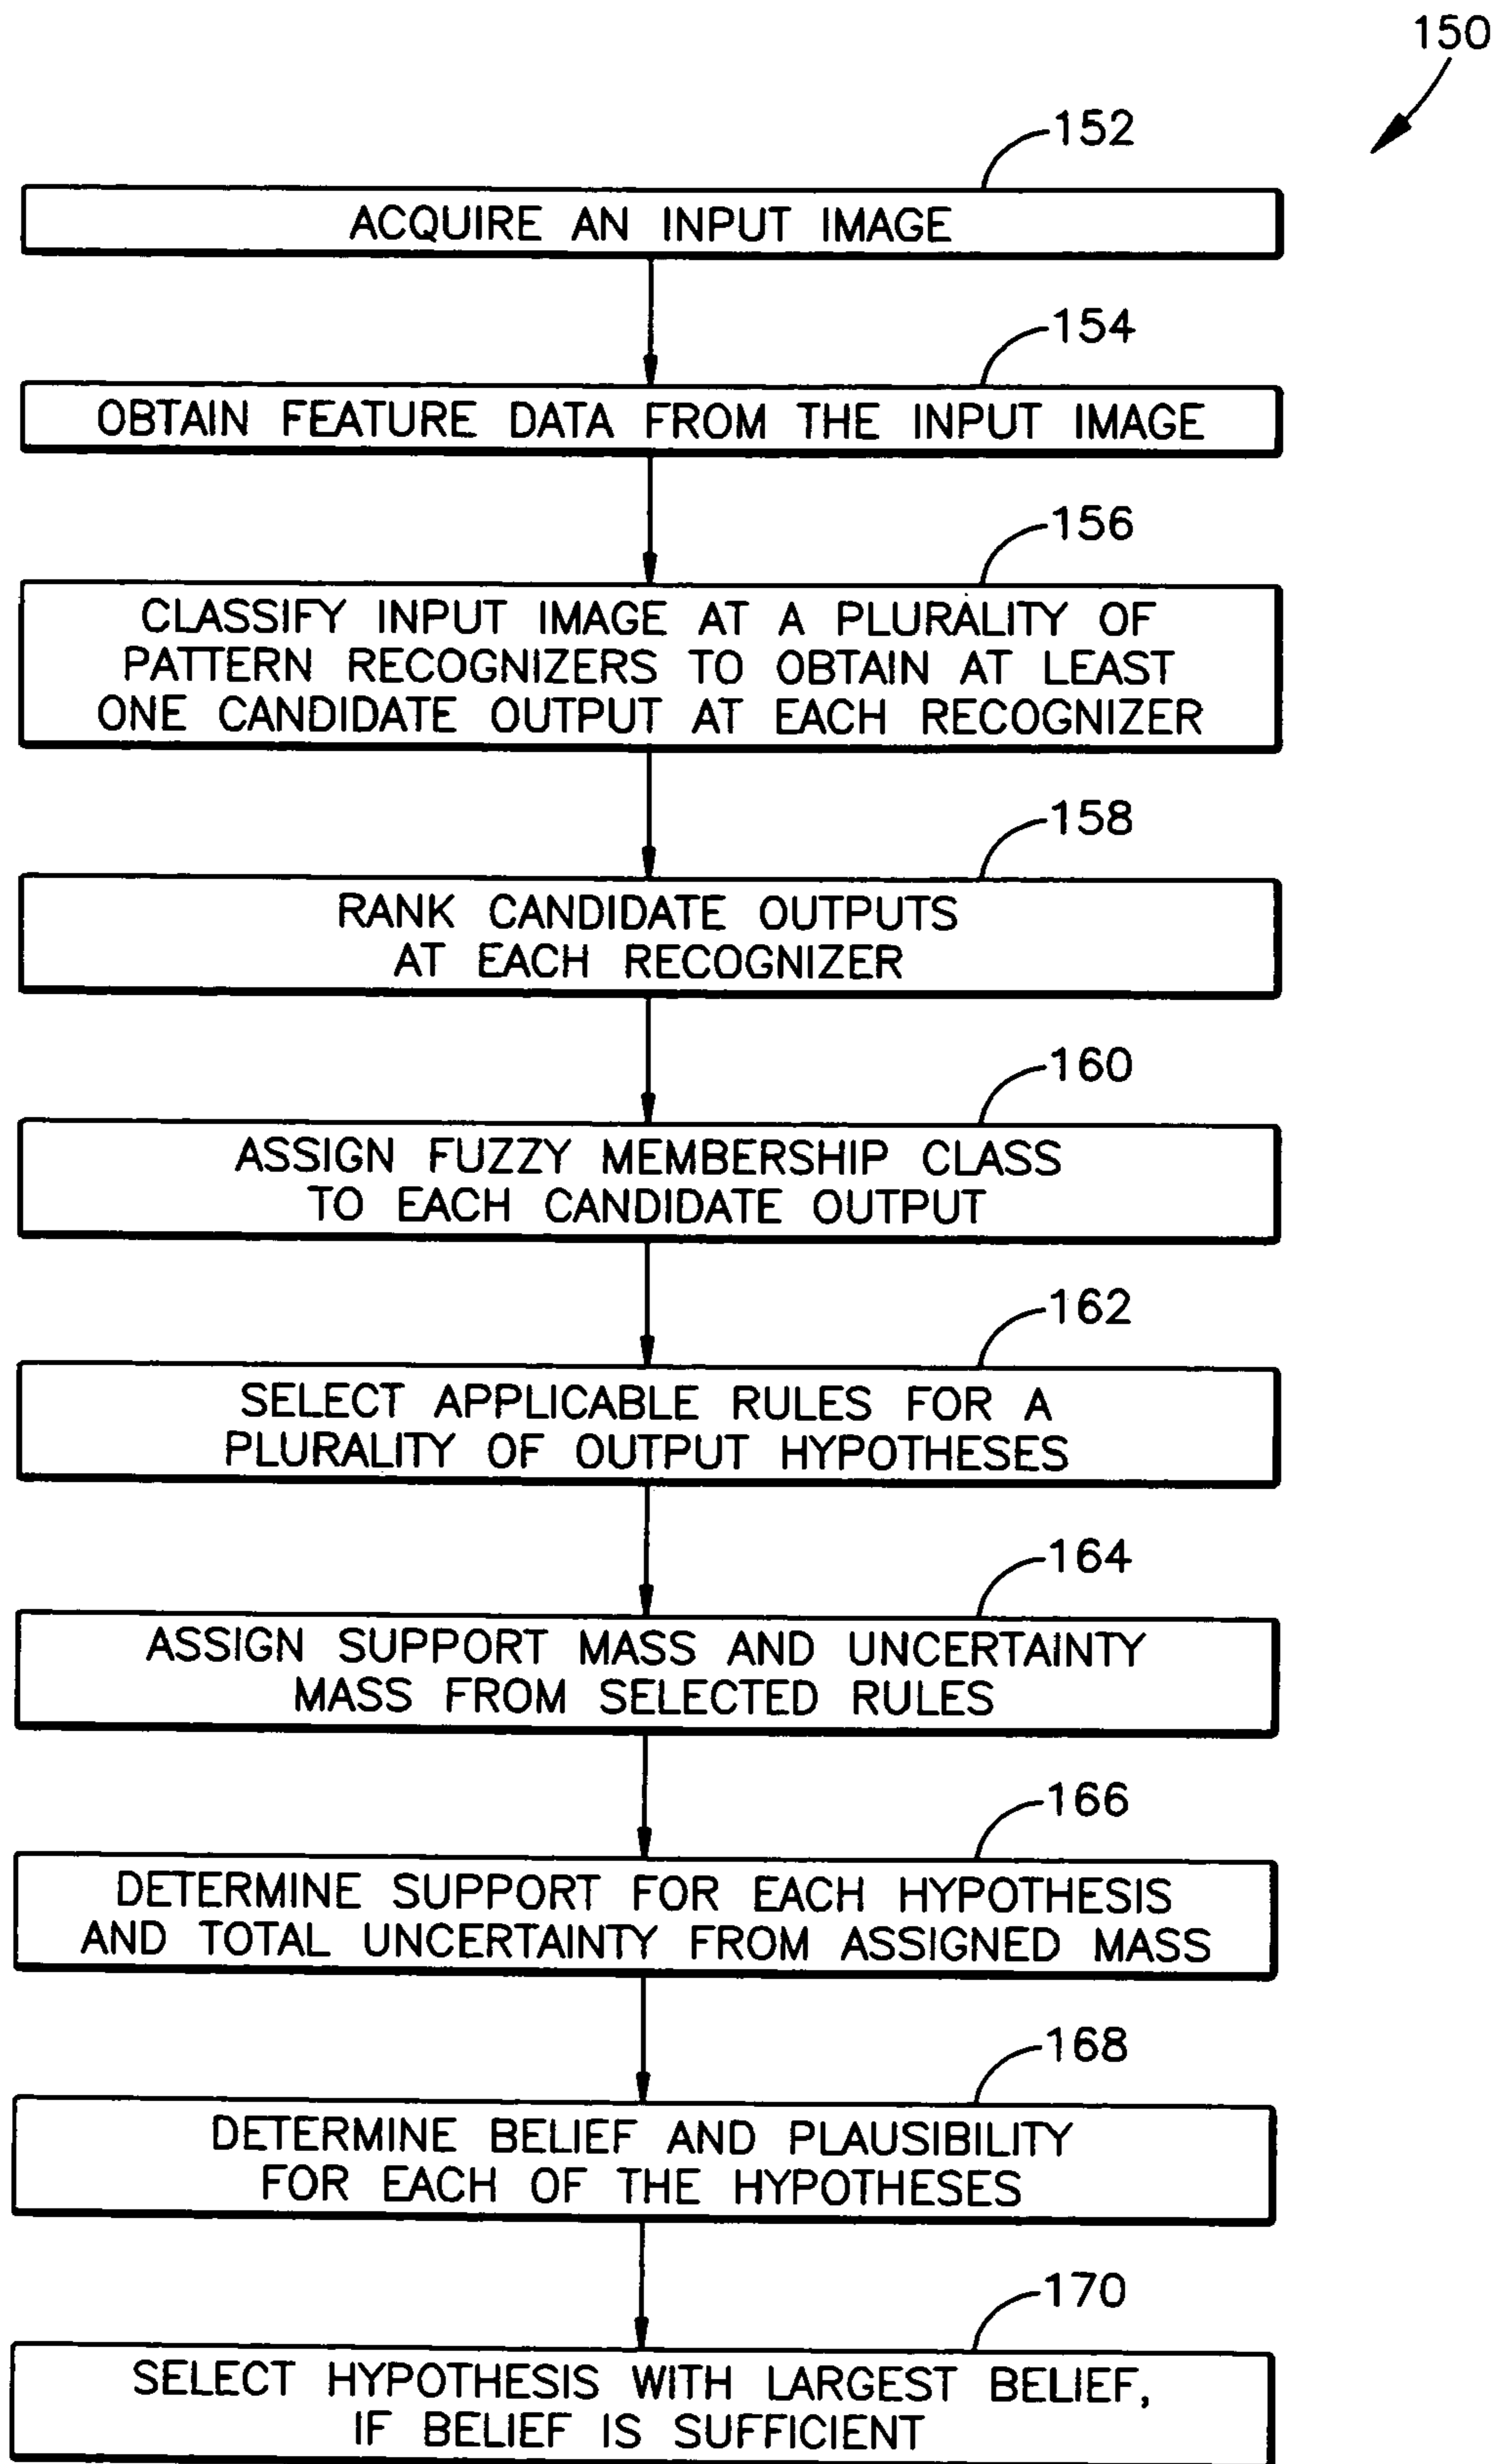 150
152
ACQUIRE AN INPUT IMAGE
154
OBTAIN FEATURE DATA FROM THE INPUT IMAGE
156
CLASSIFY INPUT IMAGE AT A PLURALITY OF
PATTERN RECOGNIZERS TO OBTAIN AT LEAST
ONE CANDIDATE OUTPUT AT EACH RECOGNIZER
158
RANK CANDIDATE OUTPUTS
AT EACH RECOGNIZER
160
ASSIGN FUZZY MEMBERSHIP CLASS
TO EACH CANDIDATE OUTPUT
162
SELECT APPLICABLE RULES FOR A
PLURALITY OF OUTPUT HYPOTHESES
164
ASSIGN SUPPORT MASS AND UNCERTAINTY
MASS FROM SELECTED RULES
166
DETERMINE SUPPORT FOR EACH HYPOTHESIS
AND TOTAL UNCERTAINTY FROM ASSIGNED MASS
168
DETERMINE BELIEF AND PLAUSIBILITY
FOR EACH OF THE HYPOTHESES
170
SELECT HYPOTHESIS WITH LARGEST BELIEF,
IF BELIEF IS SUFFICIENT